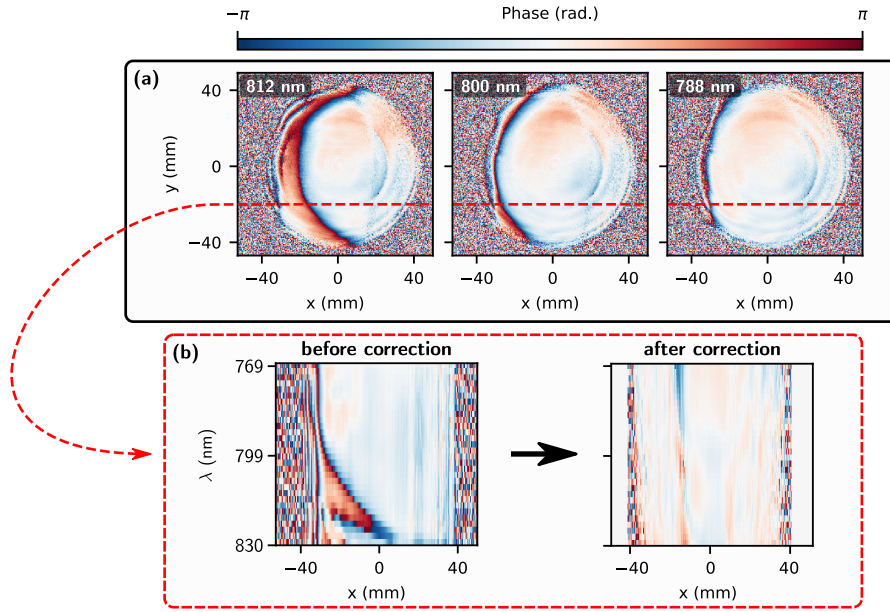 Phase (rad.)
−π π
(a)
812 nm 800 nm 788 nm
y (mm)
40
0
−40
−40 0 40 −40 0 40 −40 0 40
x (mm) x (mm) x (mm)
(b)
before correction after correction
λ (nm)
769
799
830
−40 0 40 −40 0 40
x (mm) x (mm)